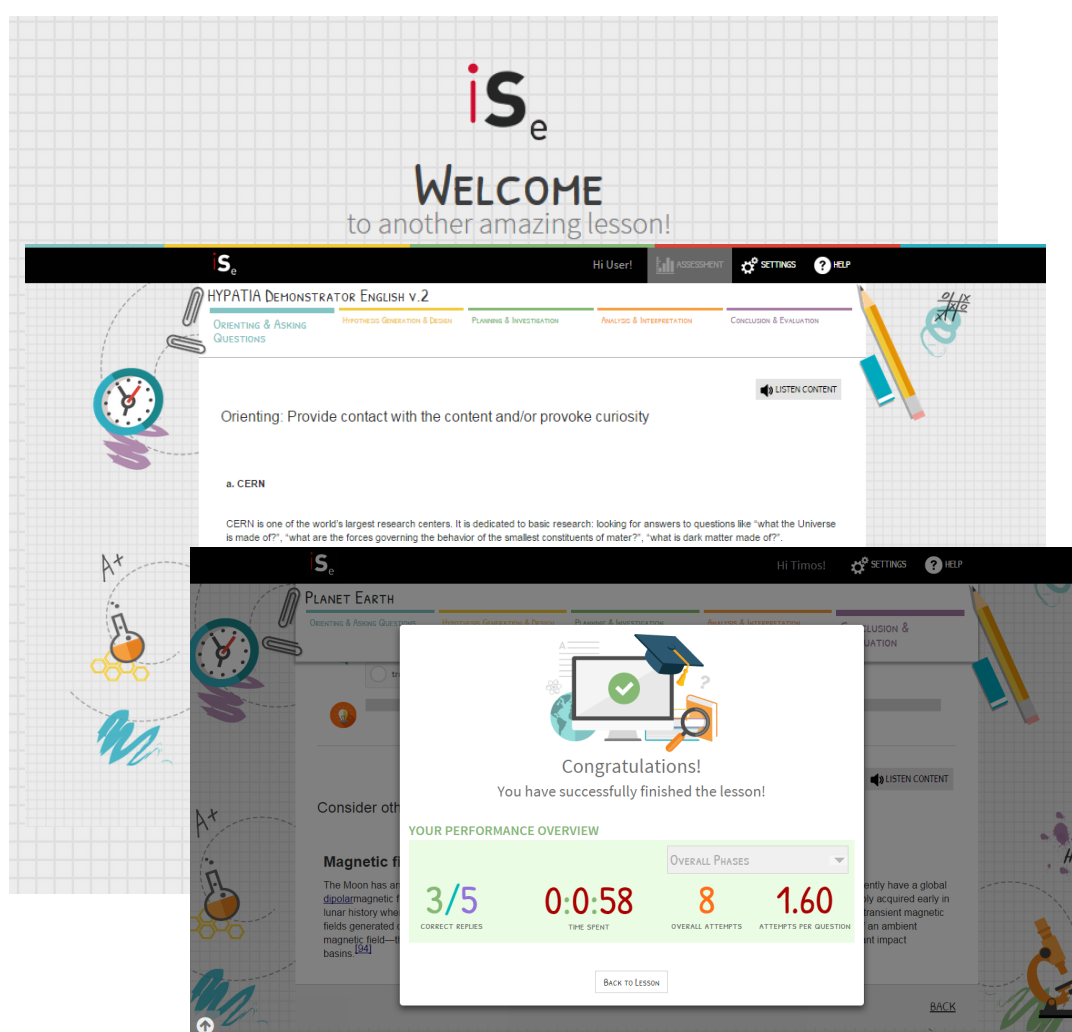 iSe
WELCOME
to another amazing lesson!
iSe
Hi User!
ASSESSMENT
SETTINGS
? HELP
HYPATIA DEMONSTRATOR ENGLISH V.2
ORIENTING & ASKING
QUESTIONS
HYPOTHESIS GENERATION & DESIGN
PLANNING & INVESTIGATION
ANALYSIS & INTERPRETATION
CONCLUSION & EVALUATION
LISTEN CONTENT
Orienting: Provide contact with the content and/or provoke curiosity
a. CERN
CERN is one of the world's largest research centers. It is dedicated to basic research: looking for answers to questions like “what the Universe
is made of?”, “what are the forces governing the behavior of the smallest constituents of mater?”, “what is dark matter made of?”.
A+
iSe
Hi Timos!
SETTINGS
? HELP
PLANET EARTH
ORIENTING & ASKING QUESTIONS
HYPOTHESIS GENERATION & DESIGN
PLANNING & INVESTIGATION
ANALYSIS & INTERPRETATION
CLUSION &
UATION
LISTEN CONTENT
Congratulations!
You have successfully finished the lesson!
Consider oth
A+
YOUR PERFORMANCE OVERVIEW
OVERALL PHASES
Magnetic fi
The Moon has an
dipolarmagnetic f
lunar history whe
fields generated
magnetic field—th
basins.[94]
3/5
CORRECT REPLIES
0:0:58
TIME SPENT
8
OVERALL ATTEMPTS
1.60
ATTEMPTS PER QUESTION
ently have a global
ly acquired early in
transient magnetic
f an ambient
nt impact
BACK TO LESSON
BACK